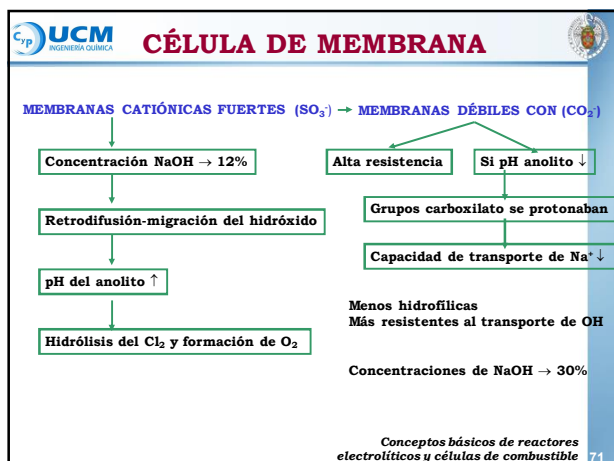 CYP UCM
INGENIERÍA QUÍMICA
CÉLULA DE MEMBRANA
MEMBRANAS CATIÓNICAS FUERTES (SO₃⁻) → MEMBRANAS DÉBILES CON (CO₂⁻)
Concentración NaOH → 12%
Retrodifusión-migración del hidróxido
pH del anolito ↑
Hidrólisis del Cl₂ y formación de O₂
Alta resistencia
Si pH anolito ↓
Grupos carboxilato se protonaban
Capacidad de transporte de Na⁺ ↓
Menos hidrofílicas
Más resistentes al transporte de OH
Concentraciones de NaOH → 30%
Conceptos básicos de reactores
electrolíticos y células de combustible 71